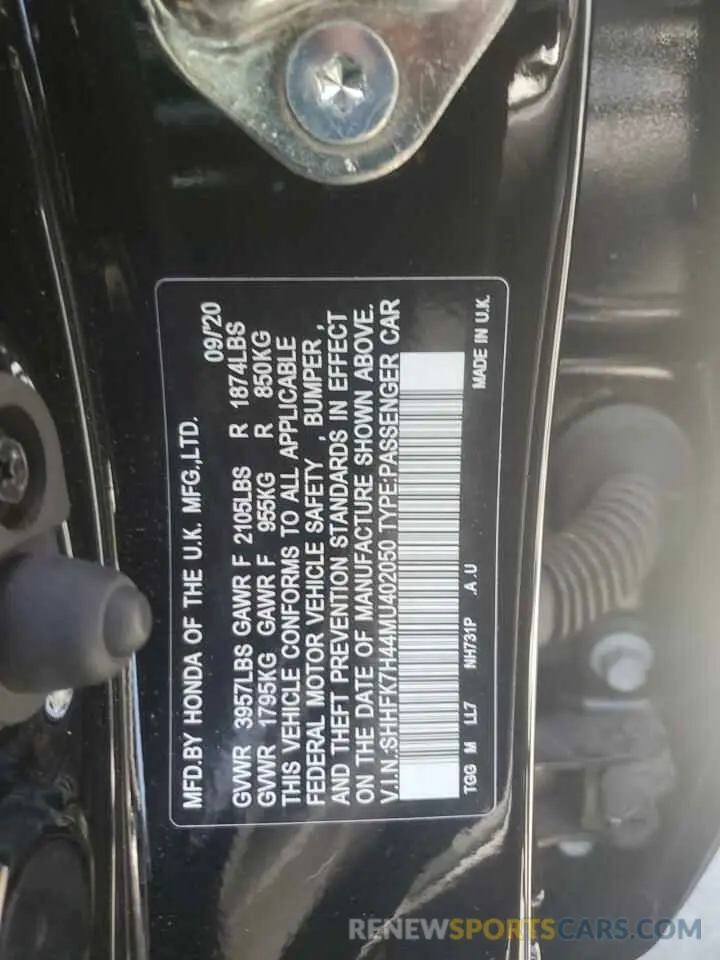 MFD.BY HONDA OF THE U.K. MFG.,LTD. 09/'20
GVWR 3957LBS GAWR F 2105LBS R 1874LBS
GVWR 1795KG GAWR F 955KG R 850KG
THIS VEHICLE CONFORMS TO ALL APPLICABLE
FEDERAL MOTOR VEHICLE SAFETY , BUMPER ,
AND THEFT PREVENTION STANDARDS IN EFFECT
ON THE DATE OF MANUFACTURE SHOWN ABOVE.
V.I.N.:SHHFK7H44MU402050 TYPE:PASSENGER CAR
TGG M LL7 NH731P .A.U MADE IN U.K.
RENEWSPORTSCARS.COM